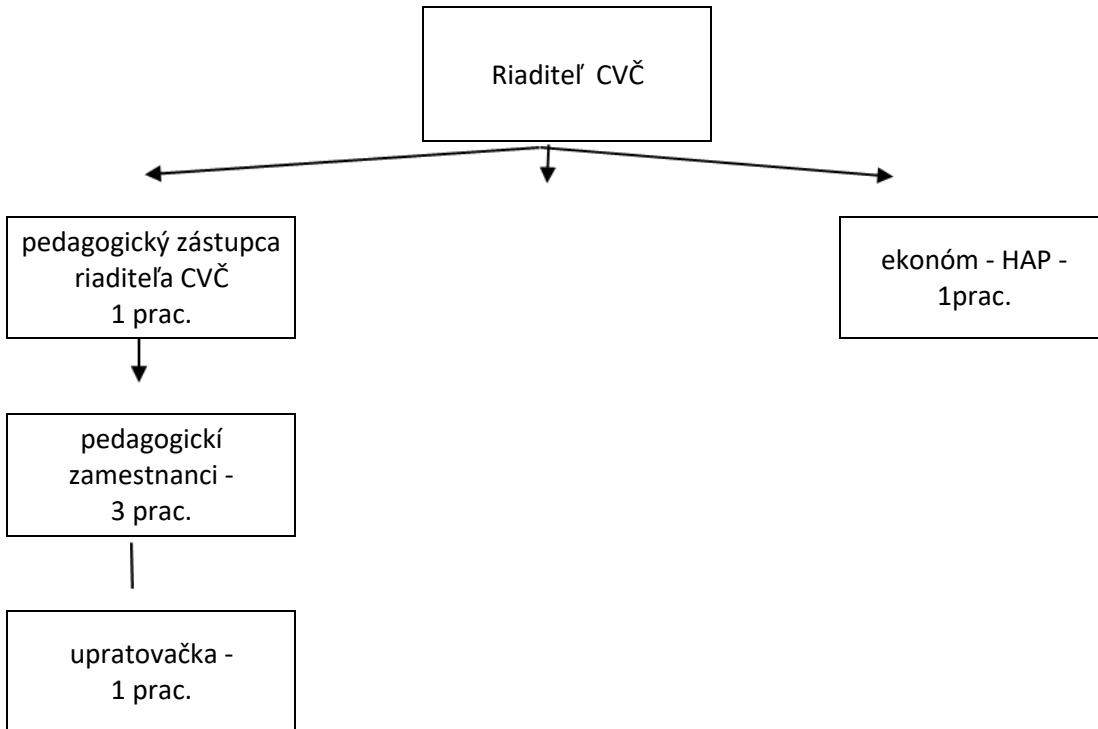 Riaditeľ  CVČ
pedagogický zástupca
riaditeľa CVČ
1 prac.
ekonóm - HAP -
1prac.
pedagogickí
zamestnanci -
3 prac.
upratovačka -
1 prac.